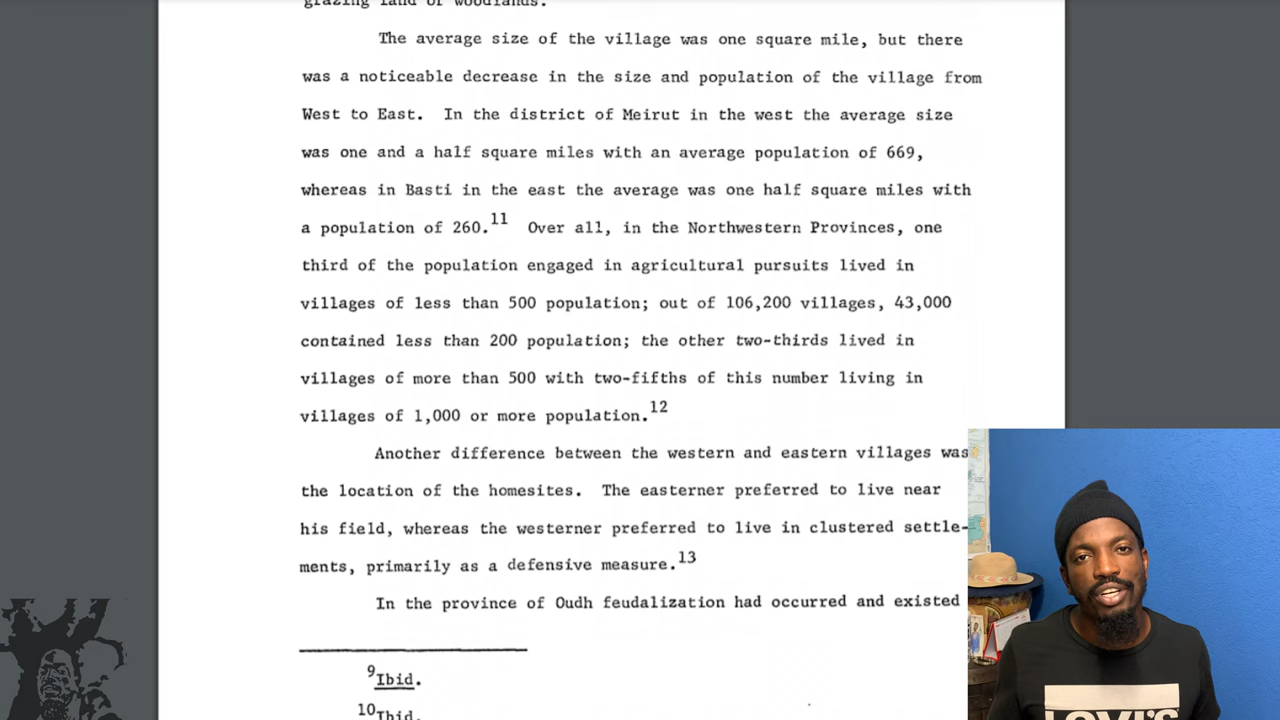 grazing land or woodlands.
The average size of the village was one square mile, but there
was a noticeable decrease in the size and population of the village from
West to East. In the district of Meirut in the west the average size
was one and a half square miles with an average population of 669,
whereas in Basti in the east the average was one half square miles with
a population of 260.11 Over all, in the Northwestern Provinces, one
third of the population engaged in agricultural pursuits lived in
villages of less than 500 population; out of 106,200 villages, 43,000
contained less than 200 population; the other two-thirds lived in
villages of more than 500 with two-fifths of this number living in
villages of 1,000 or more population.12
Another difference between the western and eastern villages was
the location of the homesites. The easterner preferred to live near
his field, whereas the westerner preferred to live in clustered settle-
ments, primarily as a defensive measure.13
In the province of Oudh feudalization had occurred and existed
9Ibid.
10Ibid.
LEVI'S